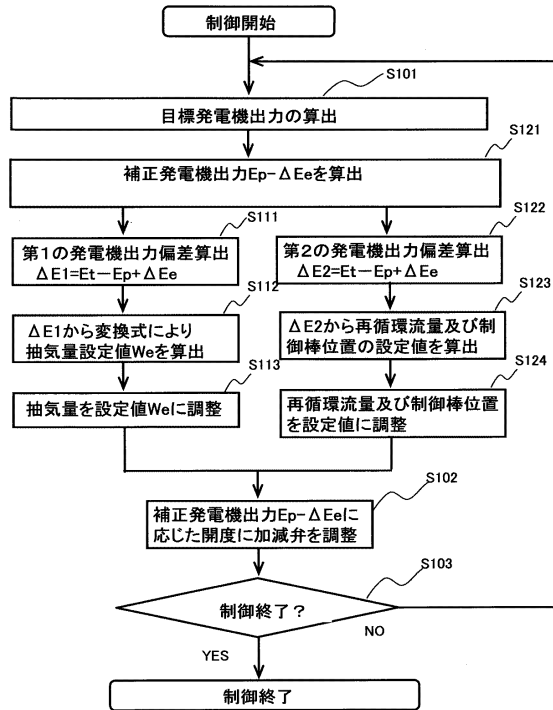 制御開始
S101
目標発電機出力の算出
S121
補正発電機出力Ep-ΔEeを算出
S111
第1の発電機出力偏差算出
ΔE1=Et-Ep+ΔEe
S122
第2の発電機出力偏差算出
ΔE2=Et-Ep+ΔEe
S112
ΔE1から変換式により
抽気量設定値Weを算出
S123
ΔE2から再循環流量及び制
御棒位置の設定値を算出
S113
抽気量を設定値Weに調整
S124
再循環流量及び制御棒位置
を設定値に調整
S102
補正発電機出力Ep-ΔEeに
応じた開度に加減弁を調整
S103
制御終了?
NO
YES
制御終了